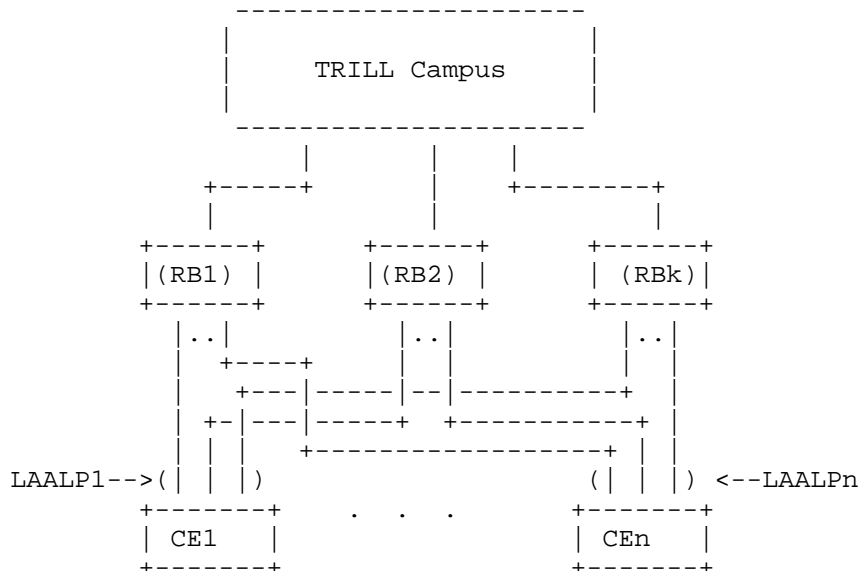 TRILL Campus
(RB1) (RB2) (RBk)
LAALP1-->( ) ( ) <--LAALPn
CE1 . . . CEn